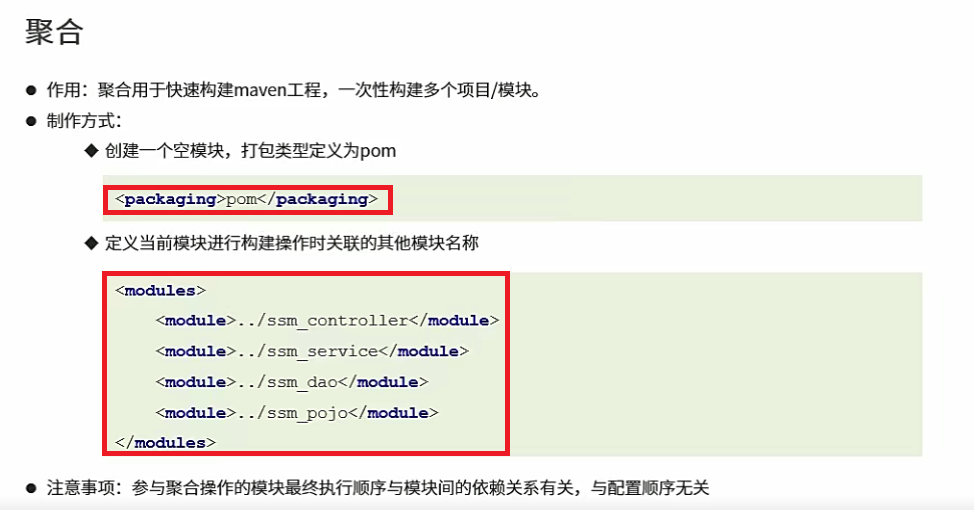 聚合
● 作用：聚合用于快速构建maven工程，一次性构建多个项目/模块。
● 制作方式：
◆ 创建一个空模块，打包类型定义为pom
<packaging>pom</packaging>
◆ 定义当前模块进行构建操作时关联的其他模块名称
<modules>
<module>../ssm_controller</module>
<module>../ssm_service</module>
<module>../ssm_dao</module>
<module>../ssm_pojo</module>
</modules>
● 注意事项：参与聚合操作的模块最终执行顺序与模块间的依赖关系有关，与配置顺序无关